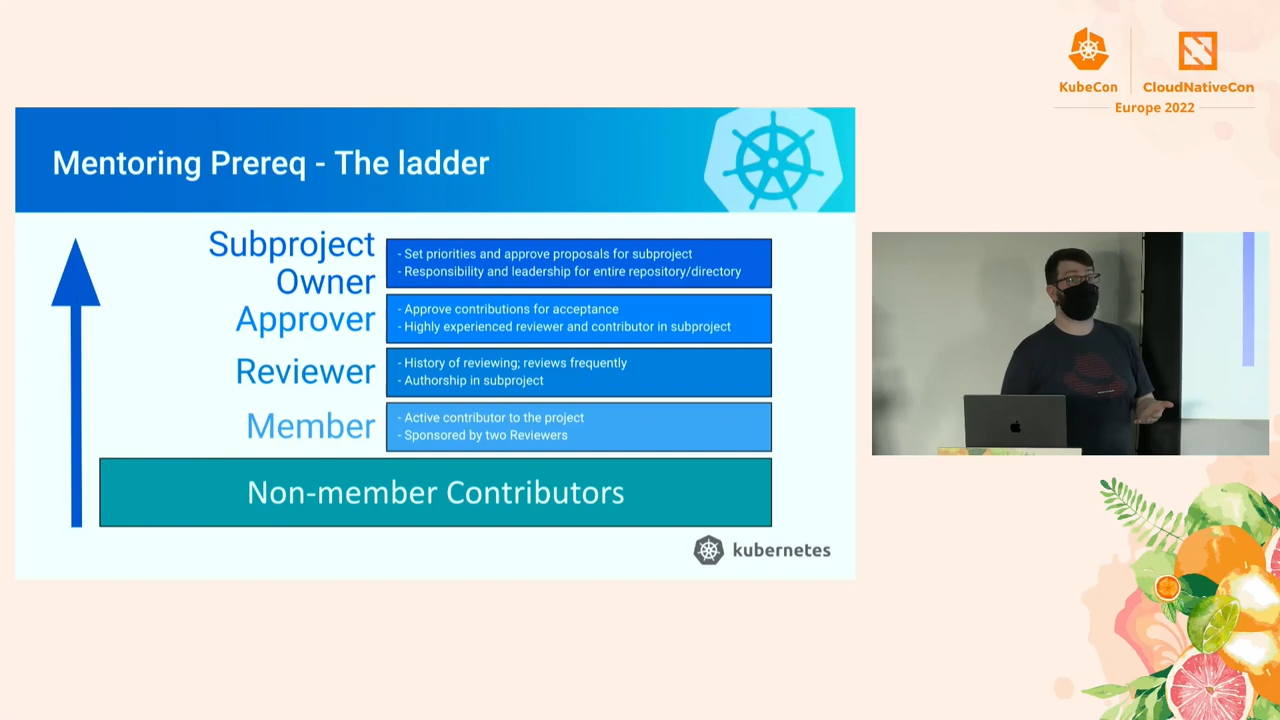 KubeCon
CloudNativeCon
Europe 2022
Mentoring Prereq - The ladder
Subproject
Owner
- Set priorities and approve proposals for subproject
- Responsibility and leadership for entire repository/directory
Approver
- Approve contributions for acceptance
- Highly experienced reviewer and contributor in subproject
Reviewer
- History of reviewing; reviews frequently
- Authorship in subproject
Member
- Active contributor to the project
- Sponsored by two Reviewers
Non-member Contributors
kubernetes